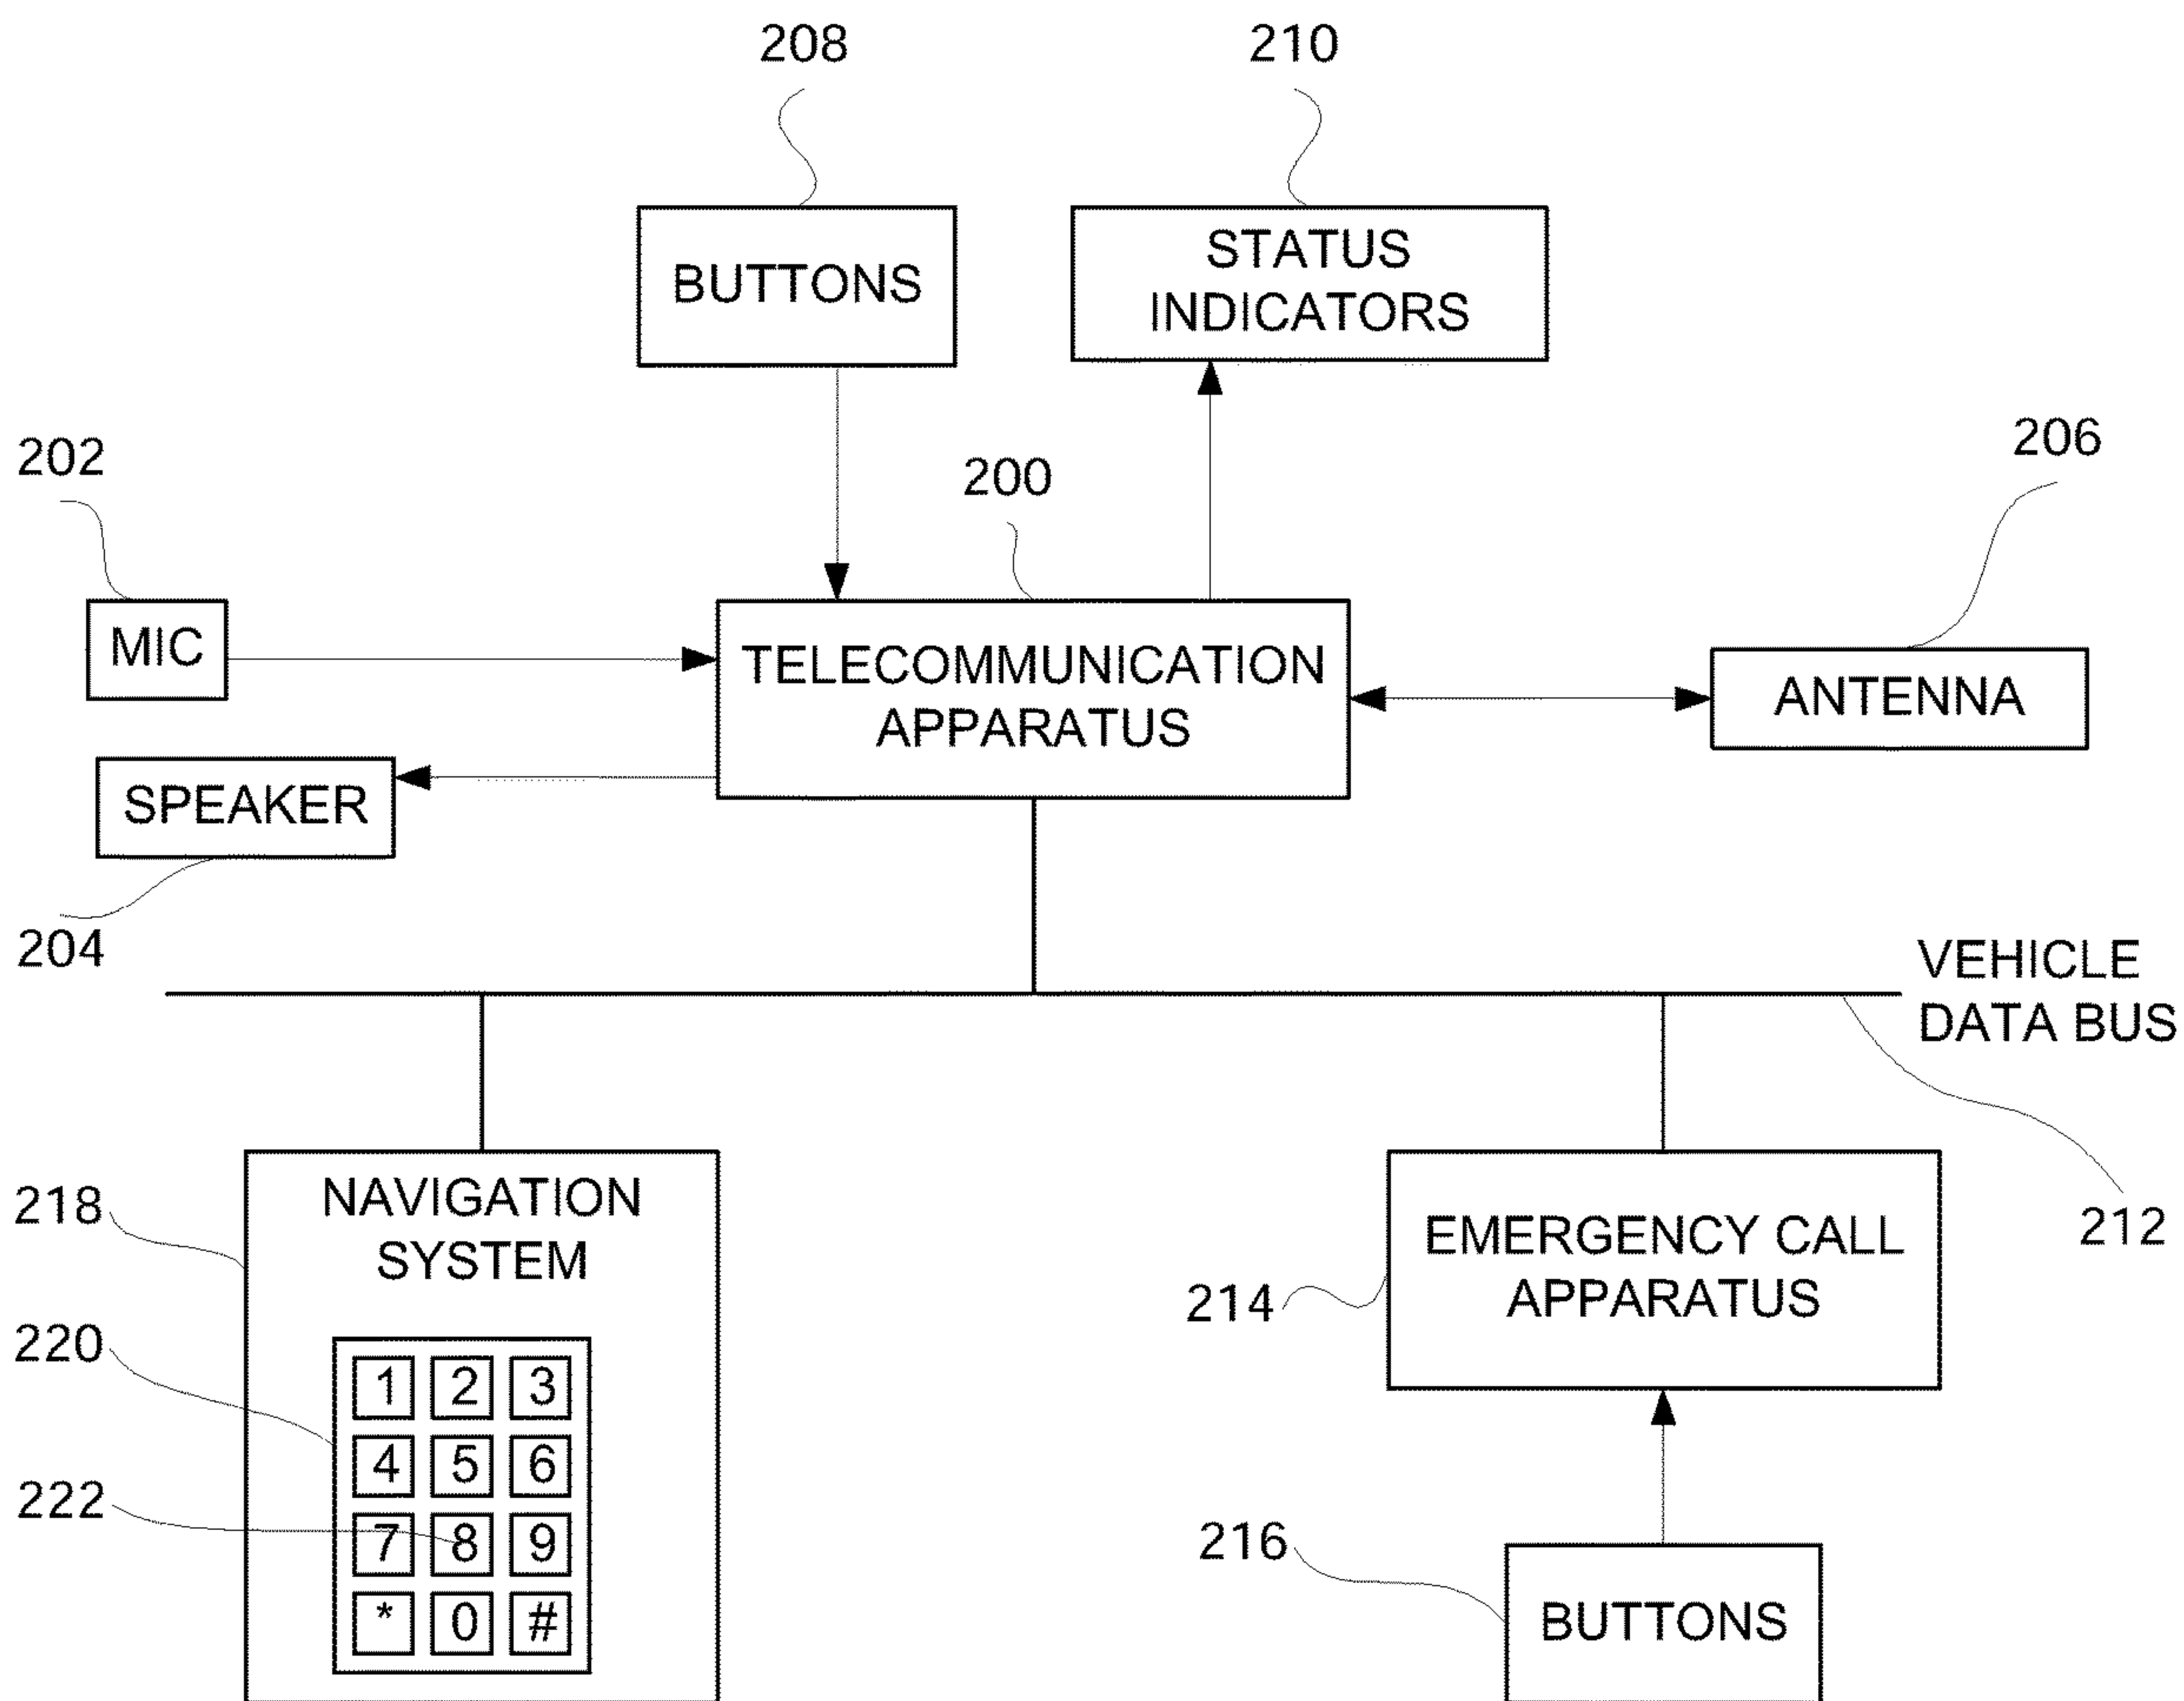 208
210
BUTTONS
STATUS
INDICATORS
202
200
206
MIC
TELECOMMUNICATION
APPARATUS
ANTENNA
SPEAKER
204
VEHICLE
DATA BUS
218
NAVIGATION
SYSTEM
212
214
EMERGENCY CALL
APPARATUS
220
1 2 3
4 5 6
222
7 8 9
* 0 #
216
BUTTONS